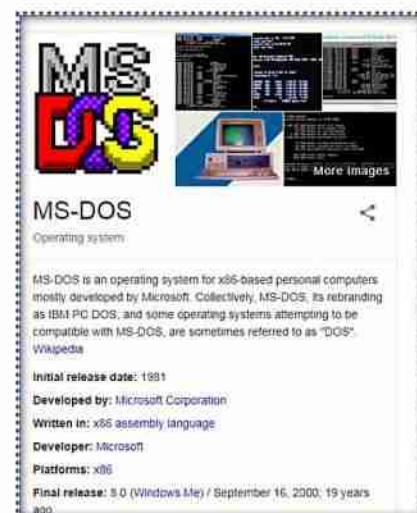 MS
DOS
More images
MS-DOS
Operating system
MS-DOS is an operating system for x86-based personal computers
mostly developed by Microsoft. Collectively, MS-DOS, its rebranding
as IBM PC DOS, and some operating systems attempting to be
compatible with MS-DOS, are sometimes referred to as "DOS".
Wikipedia
Initial release date: 1981
Developed by: Microsoft Corporation
Written in: x86 assembly language
Developer: Microsoft
Platforms: x86
Final release: 8.0 (Windows Me) / September 16, 2000; 19 years
ago